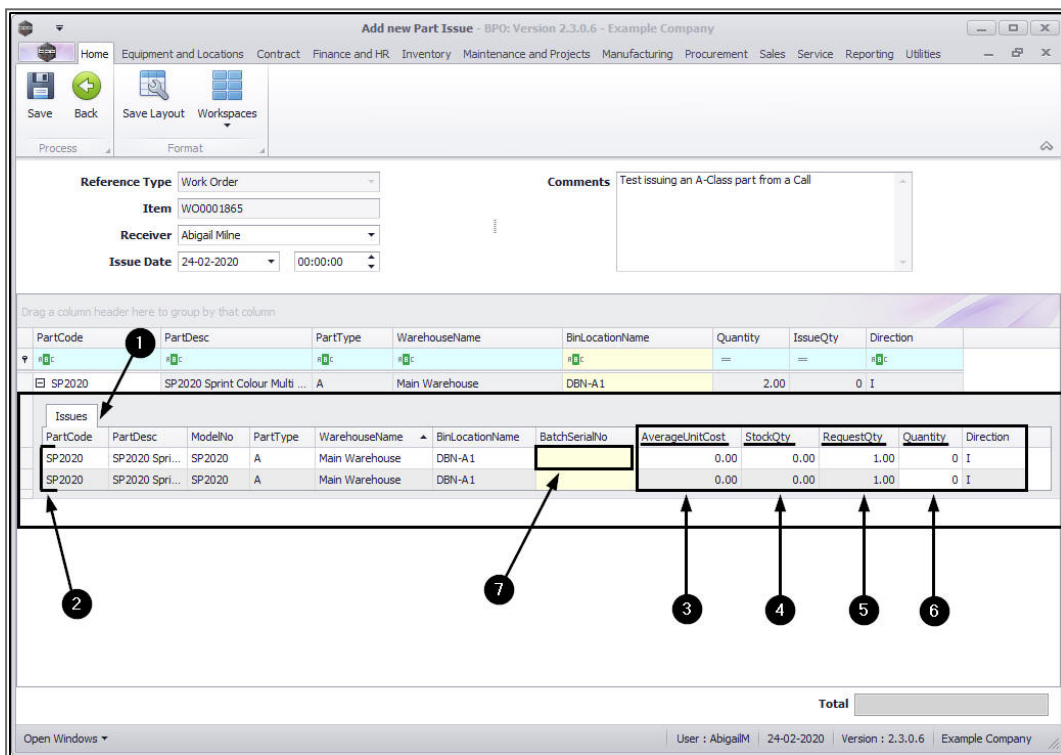 Add new Part Issue - BPO: Version 2.3.0.6 - Example Company
Home Equipment and Locations Contract Finance and HR Inventory Maintenance and Projects Manufacturing Procurement Sales Service Reporting Utilities
Save Back Save Layout Workspaces
Process Format
Reference Type Work Order Comments Test issuing an A-Class part from a Call
Item WO0001865
Receiver Abigail Milne
Issue Date 24-02-2020 00:00:00
Drag a column header here to group by that column
PartCode PartDesc PartType WarehouseName BinLocationName Quantity IssueQty Direction
SP2020 SP2020 Sprint Colour Multi ... A Main Warehouse DBN-A1 2.00 0 I
Issues
PartCode PartDesc ModelNo PartType WarehouseName BinLocationName BatchSerialNo AverageUnitCost StockQty RequestQty Quantity Direction
SP2020 SP2020 Spri... SP2020 A Main Warehouse DBN-A1 0.00 0.00 1.00 0 I
SP2020 SP2020 Spri... SP2020 A Main Warehouse DBN-A1 0.00 0.00 1.00 0 I
1
2
7
3
4
5
6
Total
Open Windows User : AbigailM 24-02-2020 Version : 2.3.0.6 Example Company